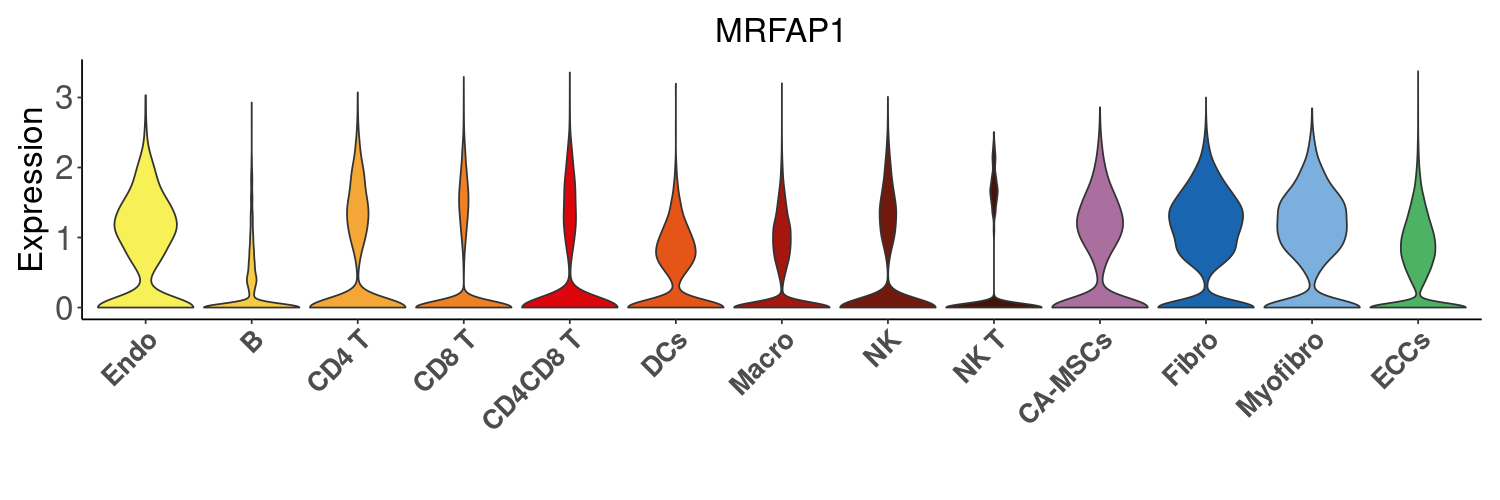 MRFAP1
Expression
3
2
1
0
Endo
B
CD4 T
CD8 T
CD4CD8 T
DCs
Macro
NK
NK T
CA-MSCs
Fibro
Myofibro
ECCs